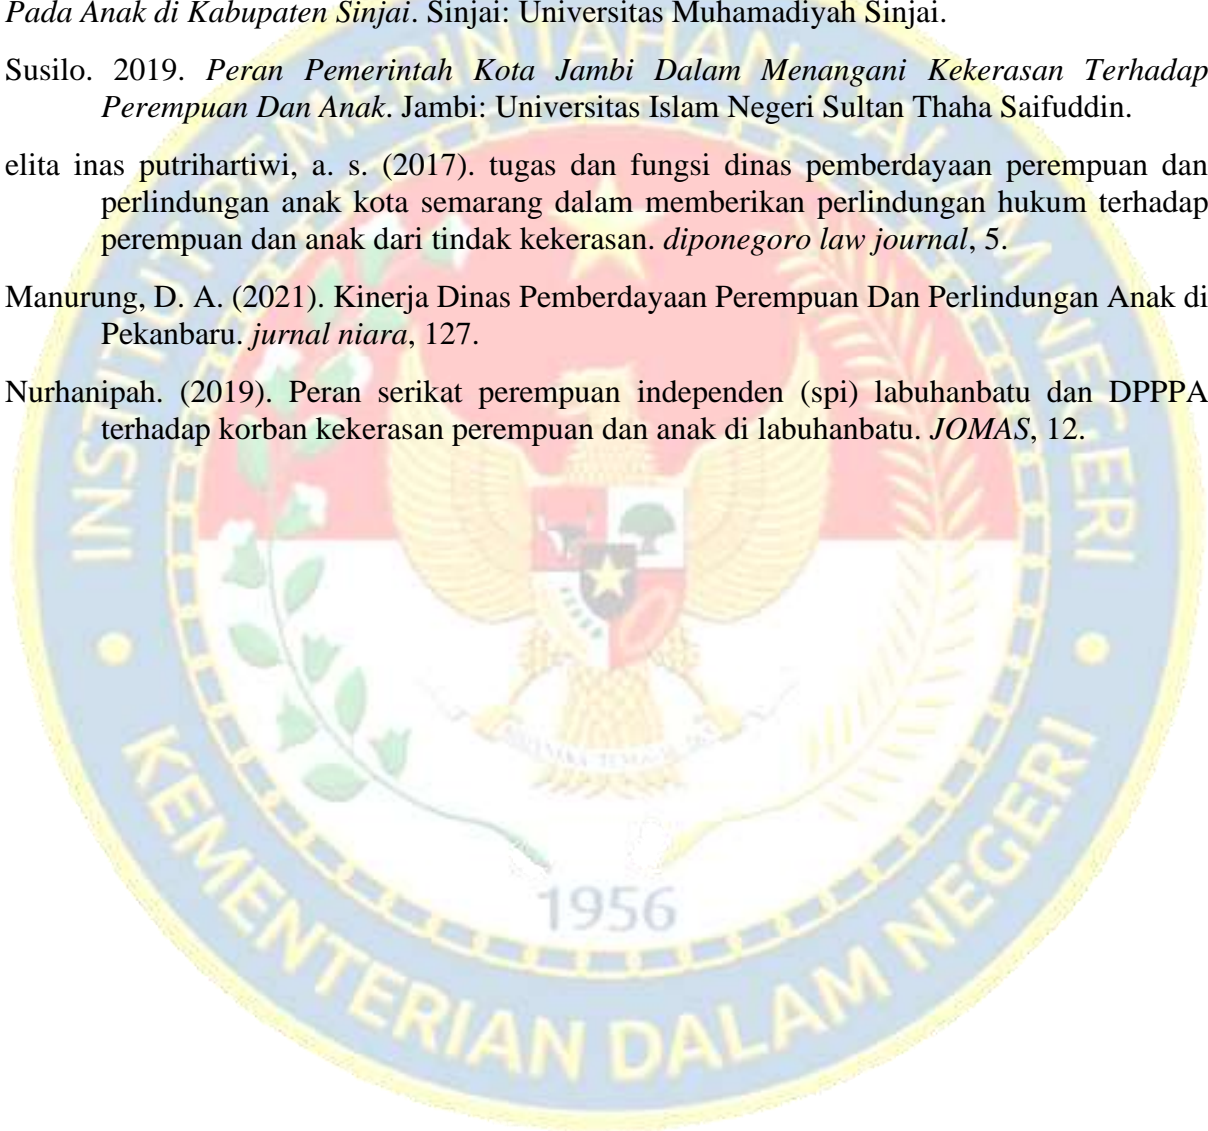 Pada Anak di Kabupaten Sinjai. Sinjai: Universitas Muhamadiyah Sinjai.
Susilo. 2019. Peran Pemerintah Kota Jambi Dalam Menangani Kekerasan Terhadap
Perempuan Dan Anak. Jambi: Universitas Islam Negeri Sultan Thaha Saifuddin.
elita inas putrihartiwi, a. s. (2017). tugas dan fungsi dinas pemberdayaan perempuan dan
perlindungan anak kota semarang dalam memberikan perlindungan hukum terhadap
perempuan dan anak dari tindak kekerasan. diponegoro law journal, 5.
Manurung, D. A. (2021). Kinerja Dinas Pemberdayaan Perempuan Dan Perlindungan Anak di
Pekanbaru. jurnal niara, 127.
Nurhanipah. (2019). Peran serikat perempuan independen (spi) labuhanbatu dan DPPPA
terhadap korban kekerasan perempuan dan anak di labuhanbatu. JOMAS, 12.
INSTITUT PEMERINTAHAN DALAM NEGERI
1956
KEMENTERIAN DALAM NEGERI